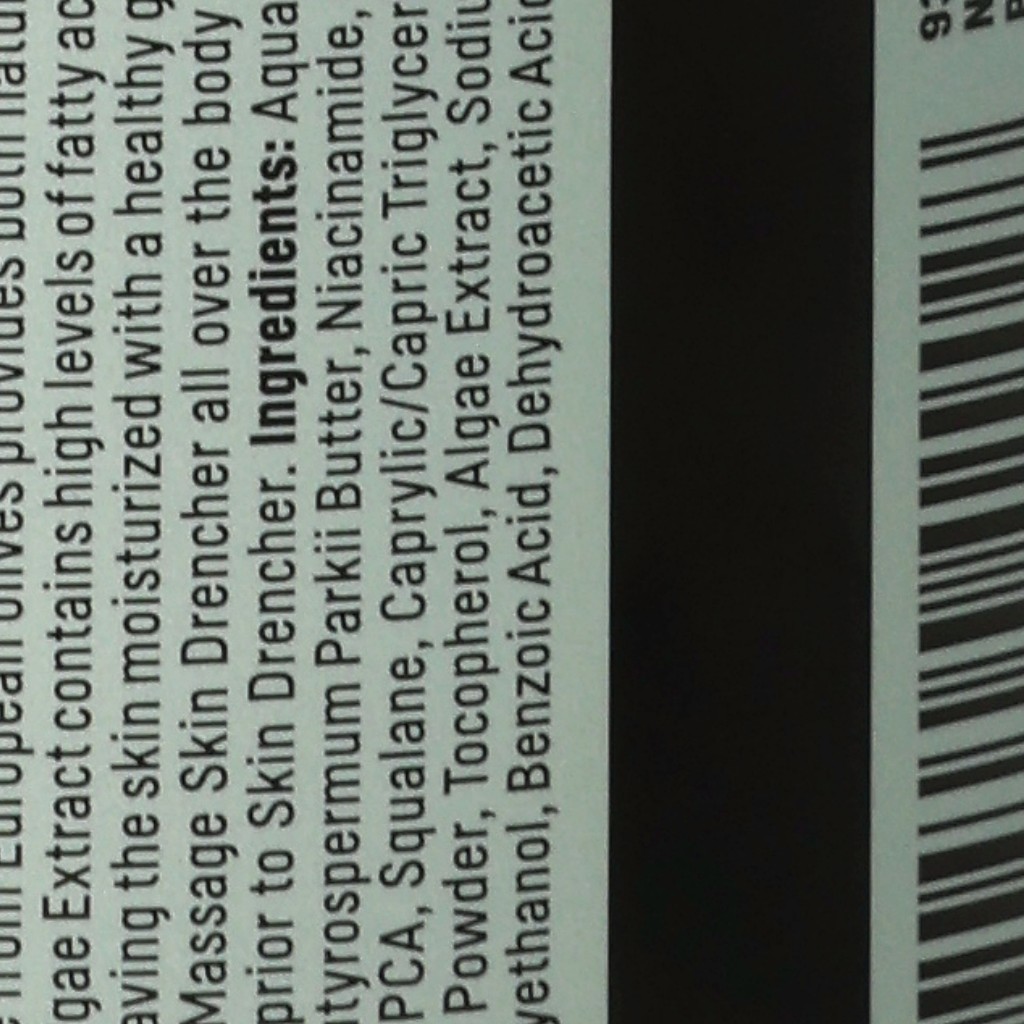 from European olives provides both natur
gae Extract contains high levels of fatty ac
aving the skin moisturized with a healthy g
Massage Skin Drencher all over the body
prior to Skin Drencher. Ingredients: Aqua
utyrospermum Parkii Butter, Niacinamide,
PCA, Squalane, Caprylic/Capric Triglycer
Powder, Tocopherol, Algae Extract, Sodiu
yethanol, Benzoic Acid, Dehydroacetic Acid